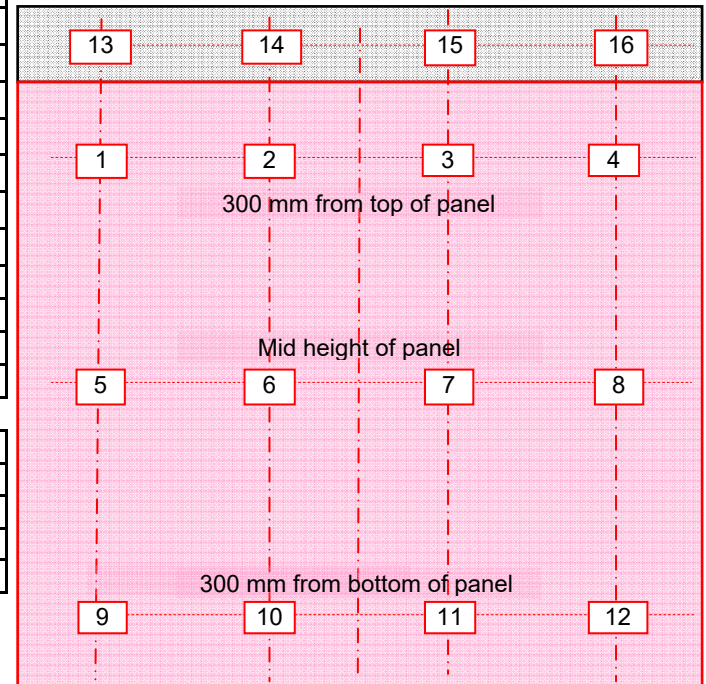 13 14 15 16
1 2 3 4
300 mm from top of panel
Mid height of panel
5 6 7 8
300 mm from bottom of panel
9 10 11 12